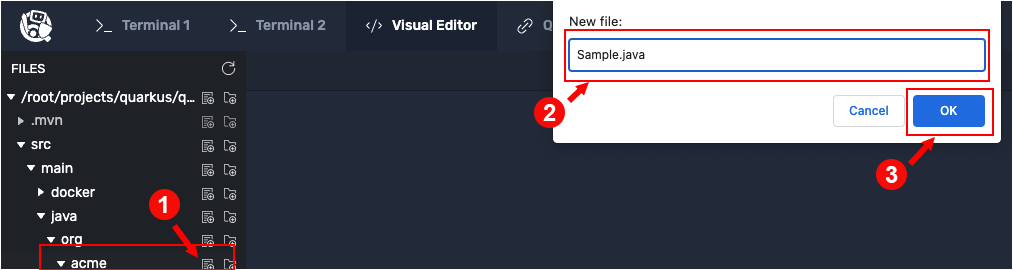 Terminal 1
Terminal 2
Visual Editor
Q
New file:
Sample.java
Cancel
OK
FILES
/root/projects/quarkus/q...
.mvn
src
main
docker
java
org
acme
1
2
3